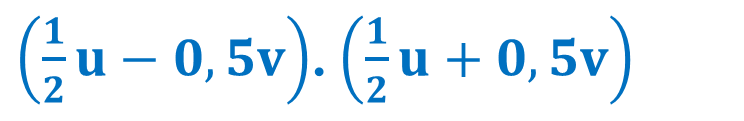 (1/2 u − 0, 5v). (1/2 u + 0, 5v)